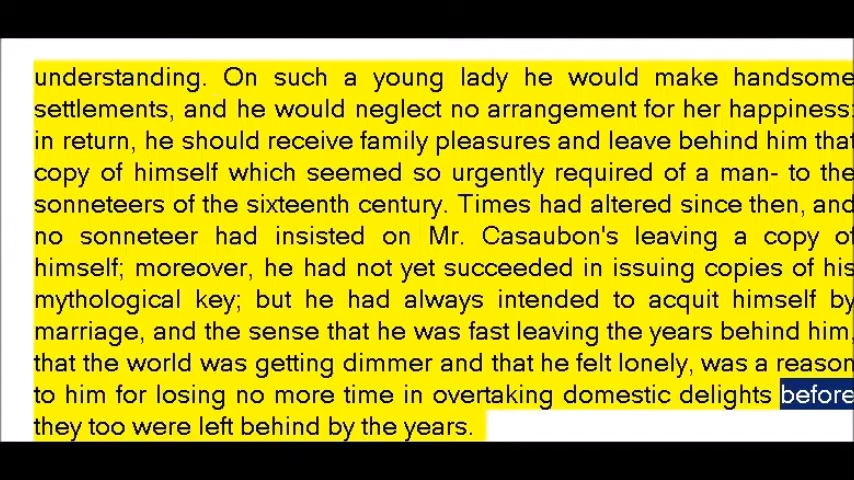 understanding. On such a young lady he would make handsome
settlements, and he would neglect no arrangement for her happiness:
in return, he should receive family pleasures and leave behind him that
copy of himself which seemed so urgently required of a man- to the
sonneteers of the sixteenth century. Times had altered since then, and
no sonneteer had insisted on Mr. Casaubon's leaving a copy of
himself; moreover, he had not yet succeeded in issuing copies of his
mythological key; but he had always intended to acquit himself by
marriage, and the sense that he was fast leaving the years behind him,
that the world was getting dimmer and that he felt lonely, was a reason
to him for losing no more time in overtaking domestic delights before
they too were left behind by the years.